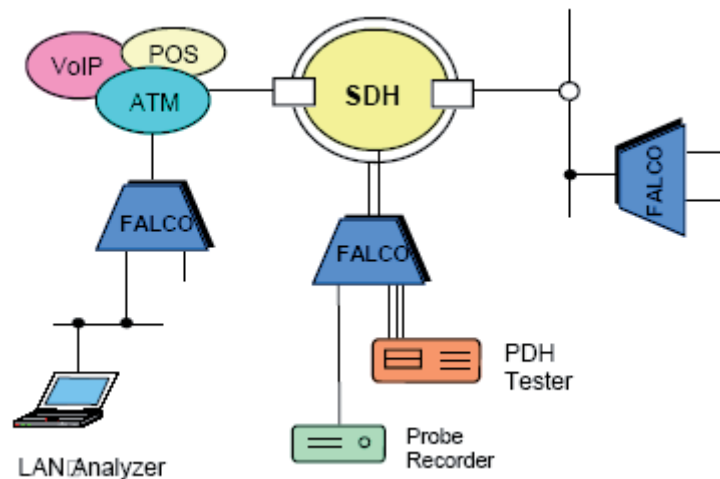 VoIP
POS
ATM
SDH
FALCO
FALCO
FALCO
PDH
Tester
Probe
Recorder
LAN Analyzer